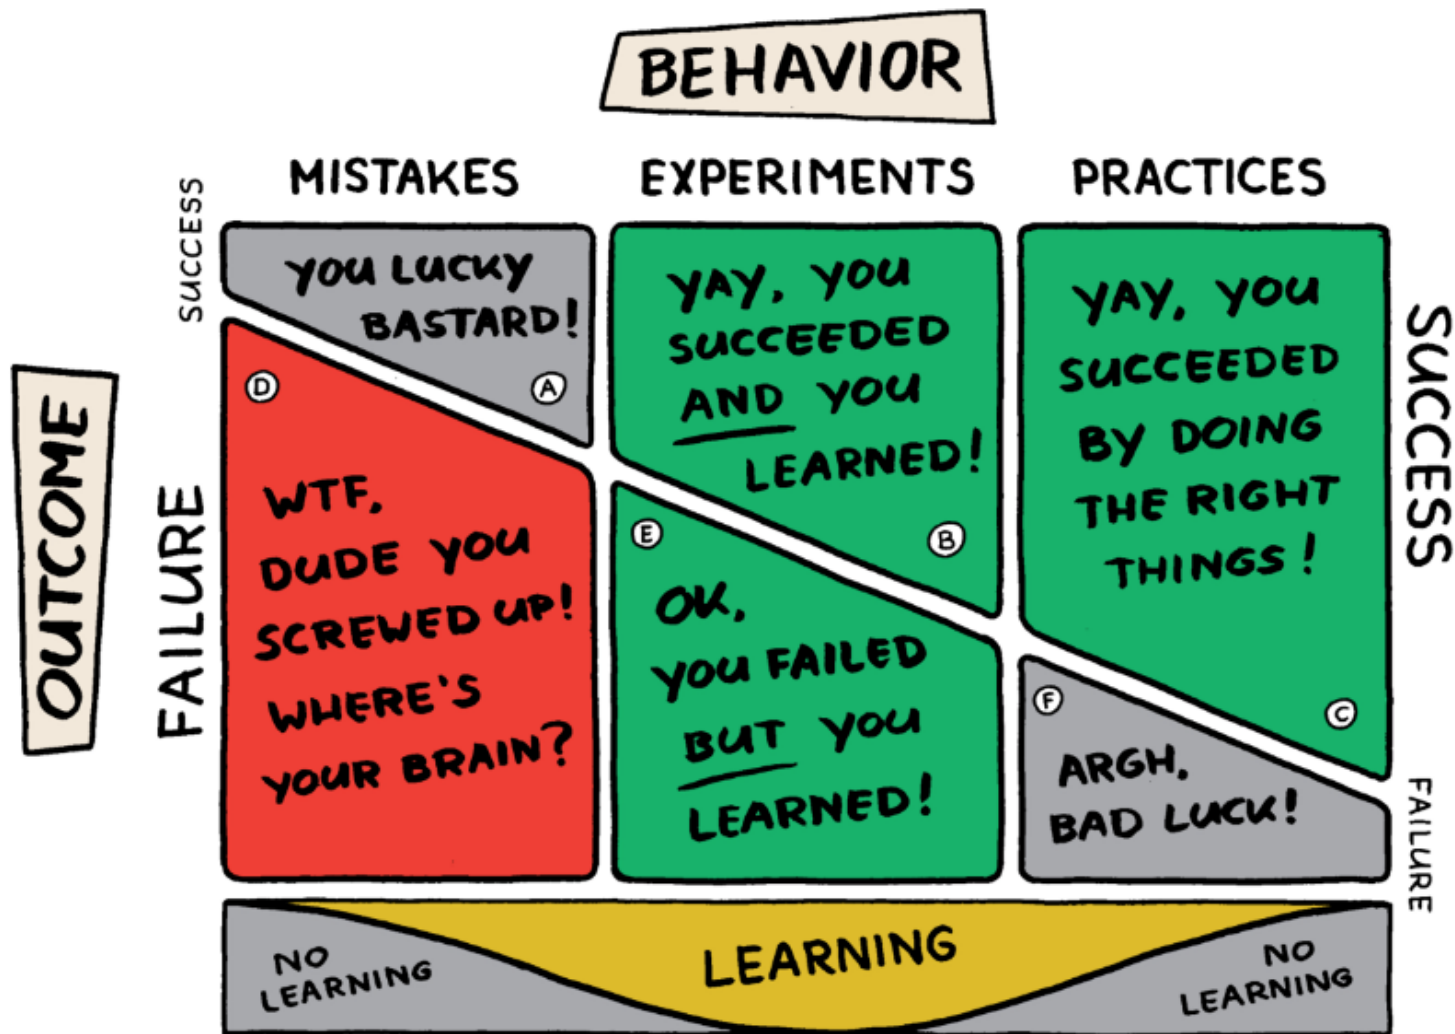 BEHAVIOR
MISTAKES
EXPERIMENTS
PRACTICES
OUTCOME
SUCCESS
FAILURE
YOU LUCKY
BASTARD!
A
D
WTF,
DUDE YOU
SCREWED UP!
WHERE'S
YOUR BRAIN?
YAY, YOU
SUCCEEDED
AND YOU
LEARNED!
B
E
OK,
YOU FAILED
BUT YOU
LEARNED!
YAY, YOU
SUCCEEDED
BY DOING
THE RIGHT
THINGS!
C
F
ARGH,
BAD LUCK!
SUCCESS
FAILURE
NO
LEARNING
LEARNING
NO
LEARNING